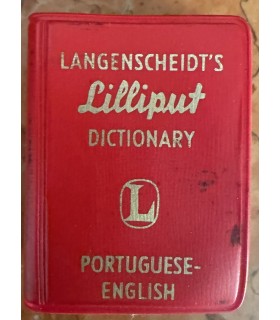 LANGENSCHEIDT'S
Lilliput
DICTIONARY
L
PORTUGUESE-
ENGLISH